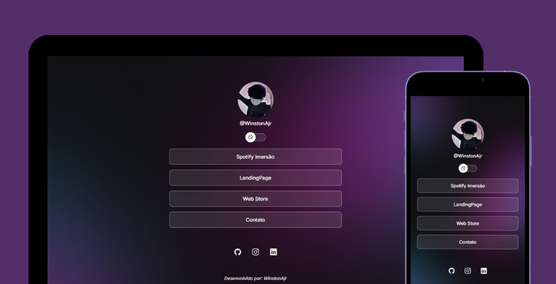 @WinstonAjr
Spotify Imersão
LandingPage
Web Store
Contato
Desenvolvido por: WinstonAjr
@WinstonAjr
Spotify Imersão
LandingPage
Web Store
Contato